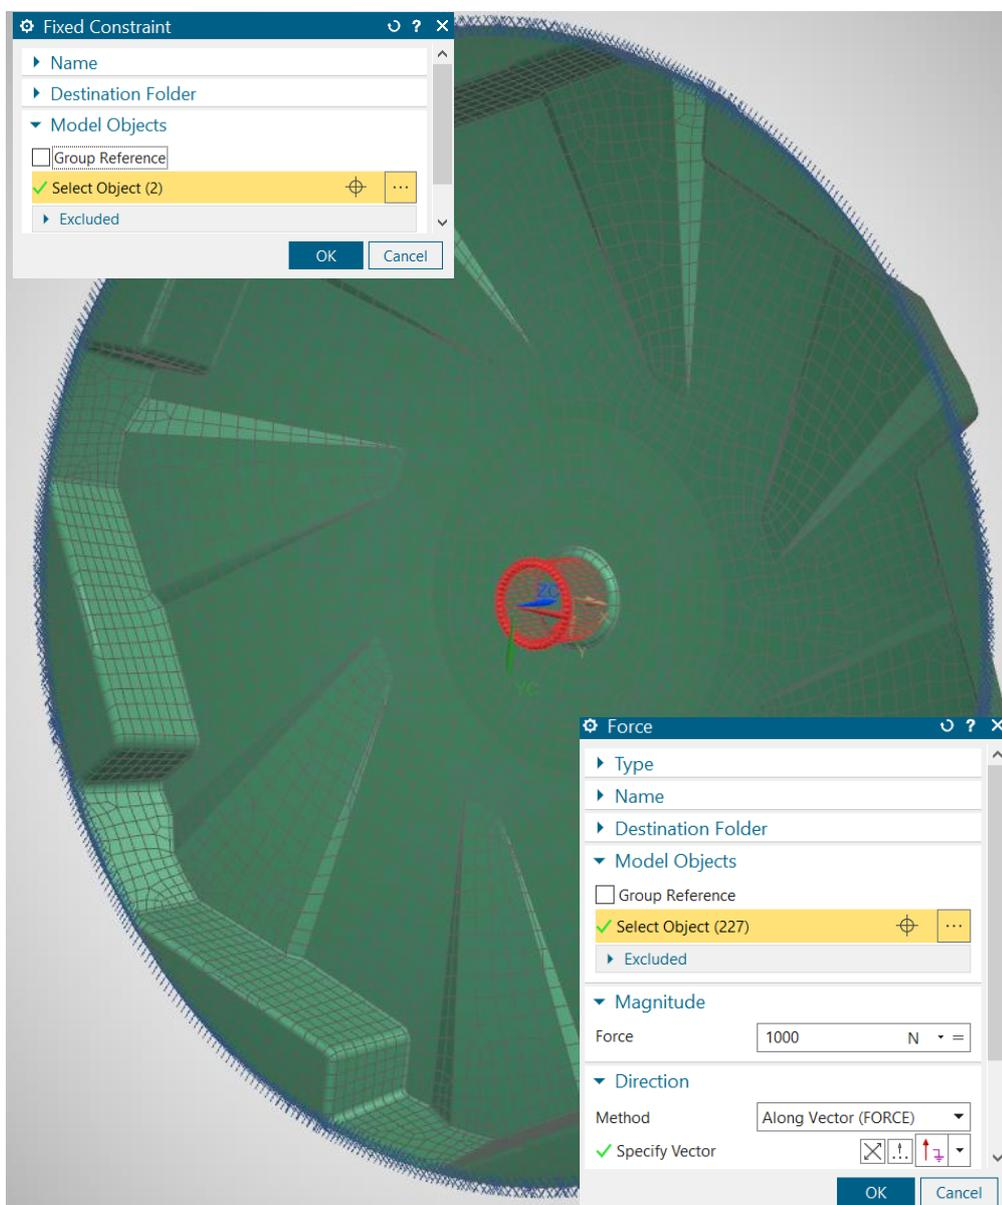 Fixed Constraint
Name
Destination Folder
Model Objects
Group Reference
Select Object (2)
Excluded
OK Cancel
ZC
YC
Y
Force
Type
Name
Destination Folder
Model Objects
Group Reference
Select Object (227)
Excluded
Magnitude
Force 1000 N
Direction
Method Along Vector (FORCE)
Specify Vector
OK Cancel